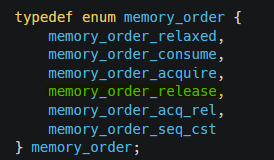 typedef enum memory_order {
    memory_order_relaxed,
    memory_order_consume,
    memory_order_acquire,
    memory_order_release,
    memory_order_acq_rel,
    memory_order_seq_cst
} memory_order;